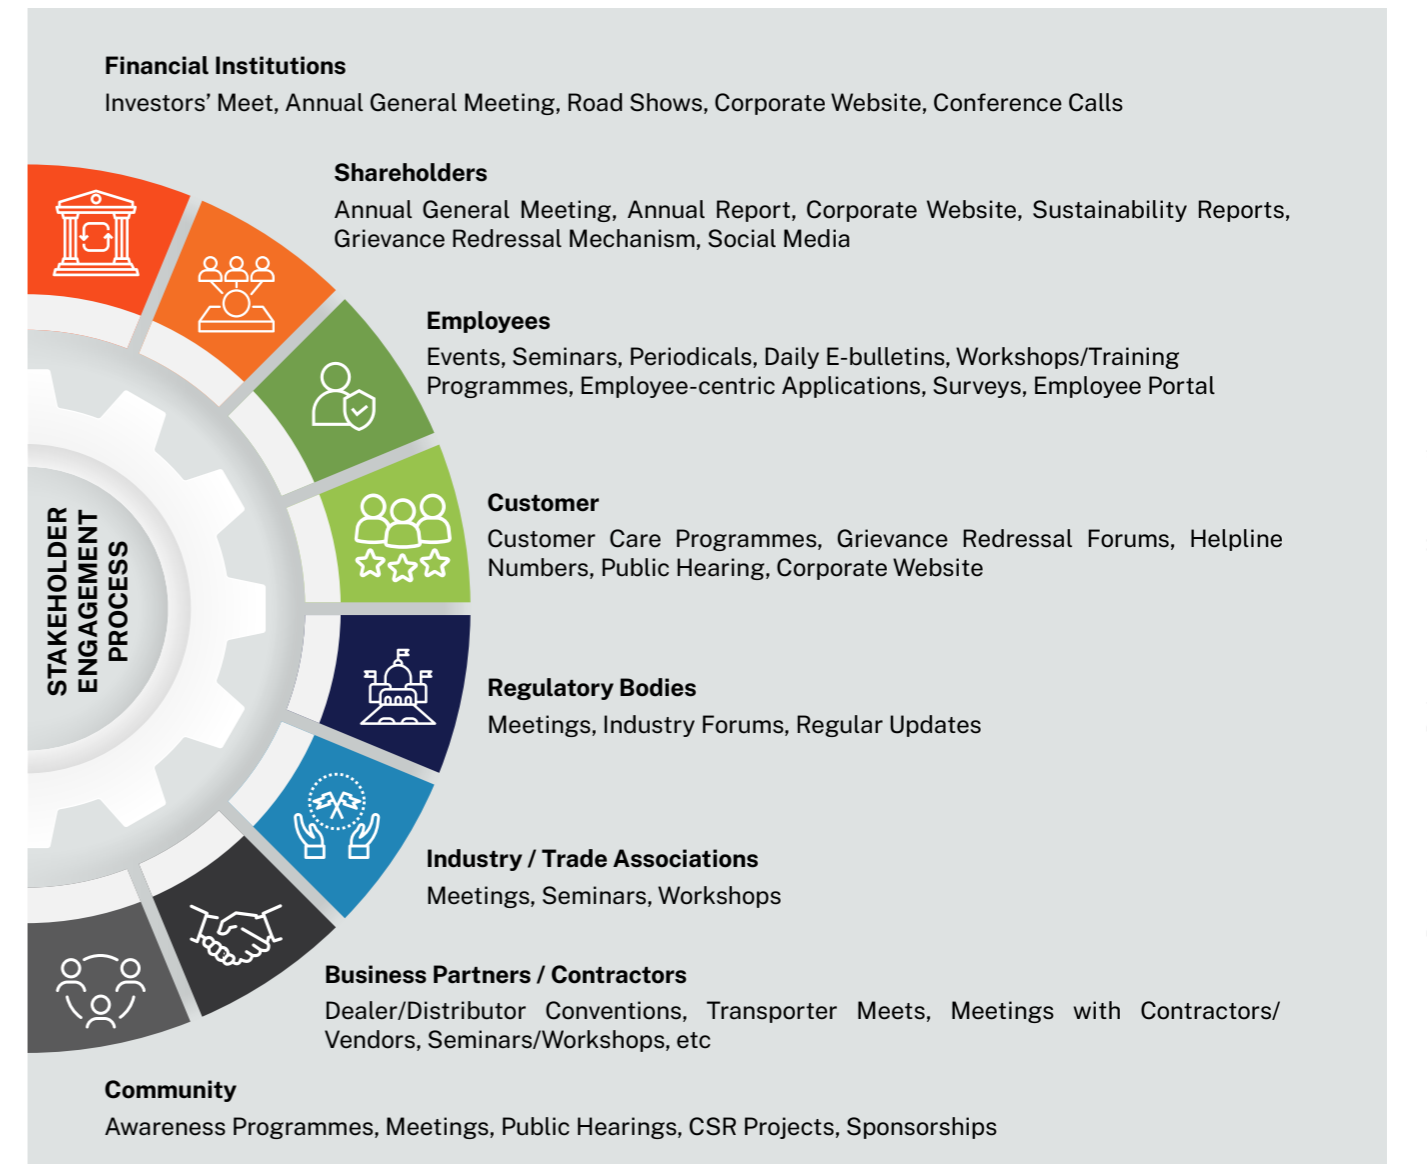 Financial Institutions
Investors’ Meet, Annual General Meeting, Road Shows, Corporate Website, Conference Calls
Shareholders
Annual General Meeting, Annual Report, Corporate Website, Sustainability Reports,
Grievance Redressal Mechanism, Social Media
Employees
Events, Seminars, Periodicals, Daily E-bulletins, Workshops/Training
Programmes, Employee-centric Applications, Surveys, Employee Portal
STAKEHOLDER
ENGAGEMENT
PROCESS
Customer
Customer Care Programmes, Grievance Redressal Forums, Helpline
Numbers, Public Hearing, Corporate Website
Regulatory Bodies
Meetings, Industry Forums, Regular Updates
Industry / Trade Associations
Meetings, Seminars, Workshops
Business Partners / Contractors
Dealer/Distributor Conventions, Transporter Meets, Meetings with Contractors/
Vendors, Seminars/Workshops, etc
Community
Awareness Programmes, Meetings, Public Hearings, CSR Projects, Sponsorships